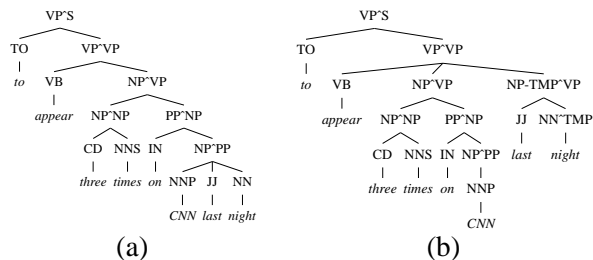 VP^S
TO VP^VP
to VB NP^VP
appear NP^NP PP^NP
CD NNS IN NP^PP
three times on NNP JJ NN
CNN last night
(a)
VP^S
TO VP^VP
to VB NP^VP NP-TMP^VP
appear NP^NP PP^NP JJ NN^TMP
CD NNS IN NP^PP last night
three times on NNP
CNN
(b)